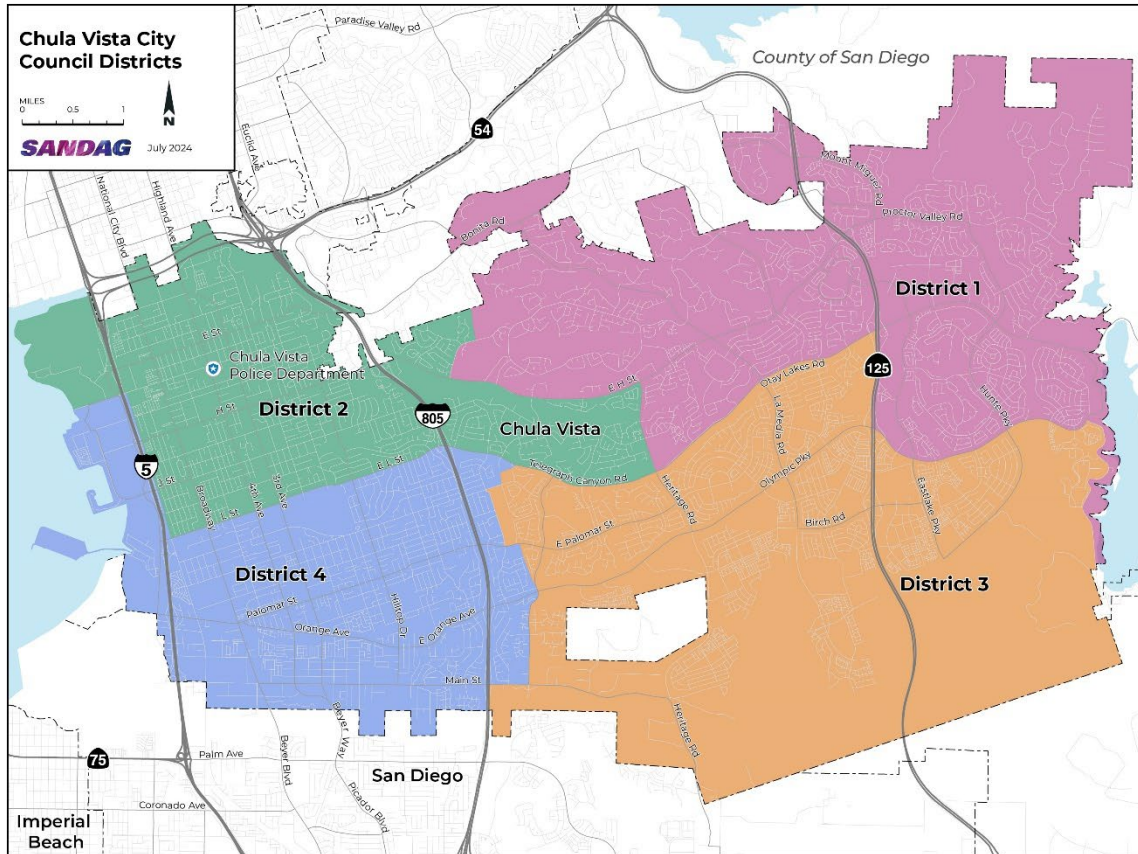 Chula Vista City
Council Districts
MILES
0 0.5 1
N
SANDAG
July 2024
Paradise Valley Rd
County of San Diego
Euclid Ave
54
National City Blvd
Highland Ave
Bonita Rd
Mount Miguel Rd
Proctor Valley Rd
District 1
E St
Chula Vista
Police Department
Otay Lakes Rd
125
E H St
La Media Rd
Hunte Pky
H St
District 2
805
Chula Vista
5
J St
E L St
Telegraph Canyon Rd
Olympic Pky
Broadway
4th Ave
3rd Ave
L St
Heritage Rd
Eastlake Pky
Birch Rd
E Palomar St
District 4
District 3
Palomar St
Hilltop Dr
Orange Ave
E Orange Ave
Main St
Heritage Rd
75
Palm Ave
Beyer Blvd
Beyer Way
San Diego
Picador Blvd
Coronado Ave
Imperial
Beach